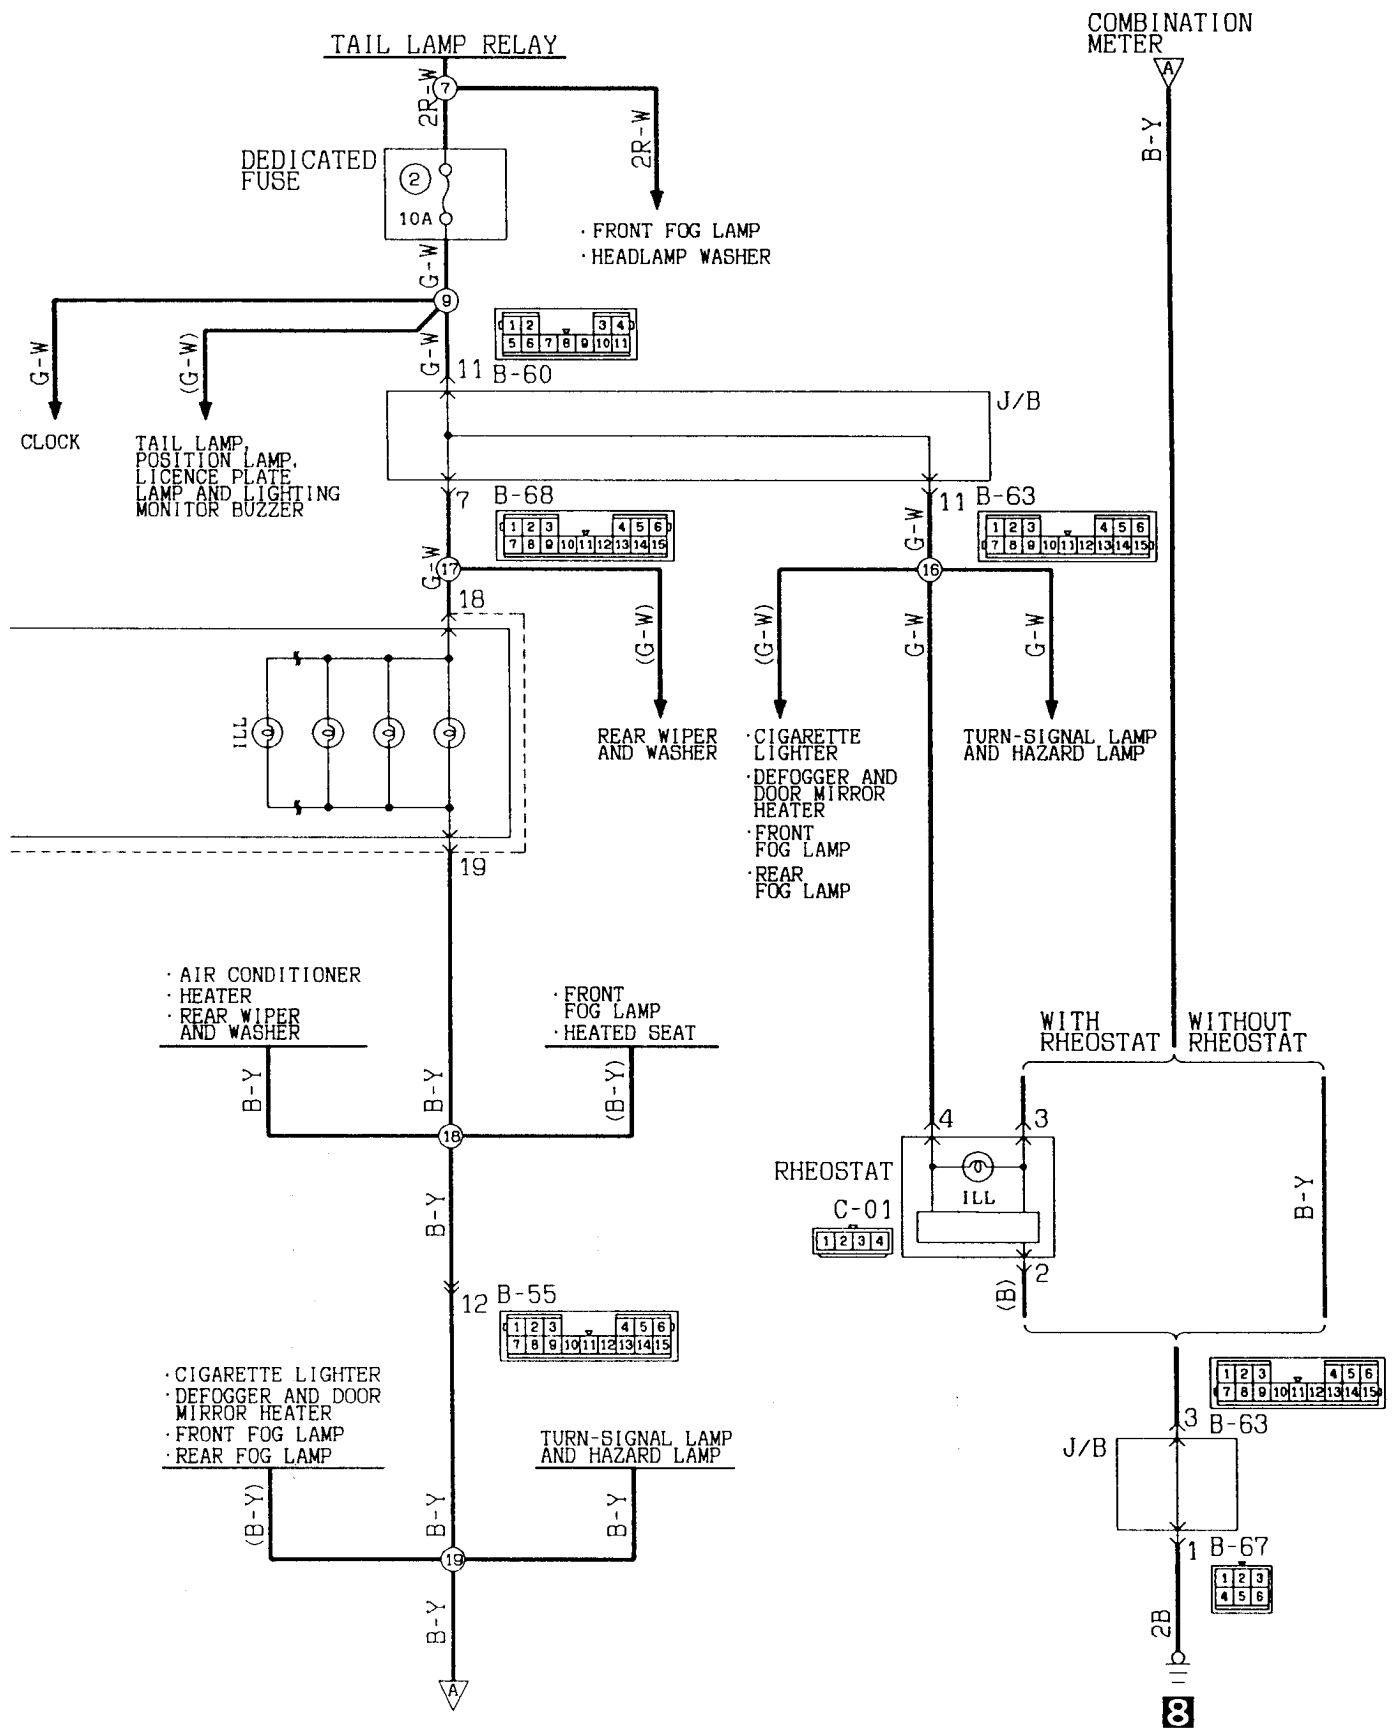 COMBINATION
METER
A
B-Y
TAIL LAMP RELAY
7
2R-W
2R-W
DEDICATED
FUSE
2
10A
· FRONT FOG LAMP
· HEADLAMP WASHER
G-W
9
G-W
(G-W)
G-W
1 2 3 4
5 6 7 8 9 10 11
11 B-60
J/B
CLOCK
TAIL LAMP,
POSITION LAMP,
LICENCE PLATE
LAMP AND LIGHTING
MONITOR BUZZER
7 B-68
1 2 3 4 5 6
7 8 9 10 11 12 13 14 15
11 B-63
1 2 3 4 5 6
7 8 9 10 11 12 13 14 15
G-W
G-W
17
16
18
(G-W)
(G-W)
G-W
G-W
ILL
REAR WIPER
AND WASHER
· CIGARETTE
LIGHTER
· DEFOGGER AND
DOOR MIRROR
HEATER
· FRONT
FOG LAMP
· REAR
FOG LAMP
TURN-SIGNAL LAMP
AND HAZARD LAMP
19
· AIR CONDITIONER
· HEATER
· REAR WIPER
AND WASHER
· FRONT
FOG LAMP
· HEATED SEAT
B-Y
B-Y
(B-Y)
18
WITH
RHEOSTAT
WITHOUT
RHEOSTAT
4
3
RHEOSTAT
ILL
C-01
1 2 3 4
2
(B)
B-Y
B-Y
12 B-55
1 2 3 4 5 6
7 8 9 10 11 12 13 14 15
· CIGARETTE LIGHTER
· DEFOGGER AND DOOR
MIRROR HEATER
· FRONT FOG LAMP
· REAR FOG LAMP
TURN-SIGNAL LAMP
AND HAZARD LAMP
(B-Y)
B-Y
B-Y
19
B-Y
A
1 2 3 4 5 6
7 8 9 10 11 12 13 14 15
3 B-63
J/B
1 B-67
1 2 3
4 5 6
2B
8